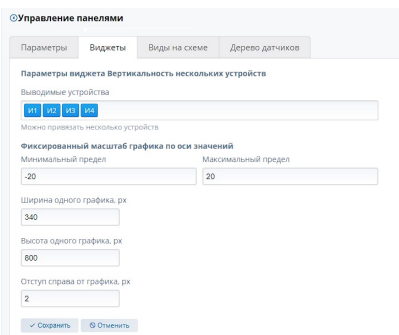 Управление панелями
Параметры Виджеты Виды на схеме Дерево датчиков
Параметры виджета Вертикальность нескольких устройств
Выводимые устройства
И1 И2 И3 И4
Можно привязать несколько устройств
Фиксированный масштаб графика по оси значений
Минимальный предел Максимальный предел
-20 20
Ширина одного графика, px
340
Высота одного графика, px
800
Отступ справа от графика, px
2
Сохранить Отменить